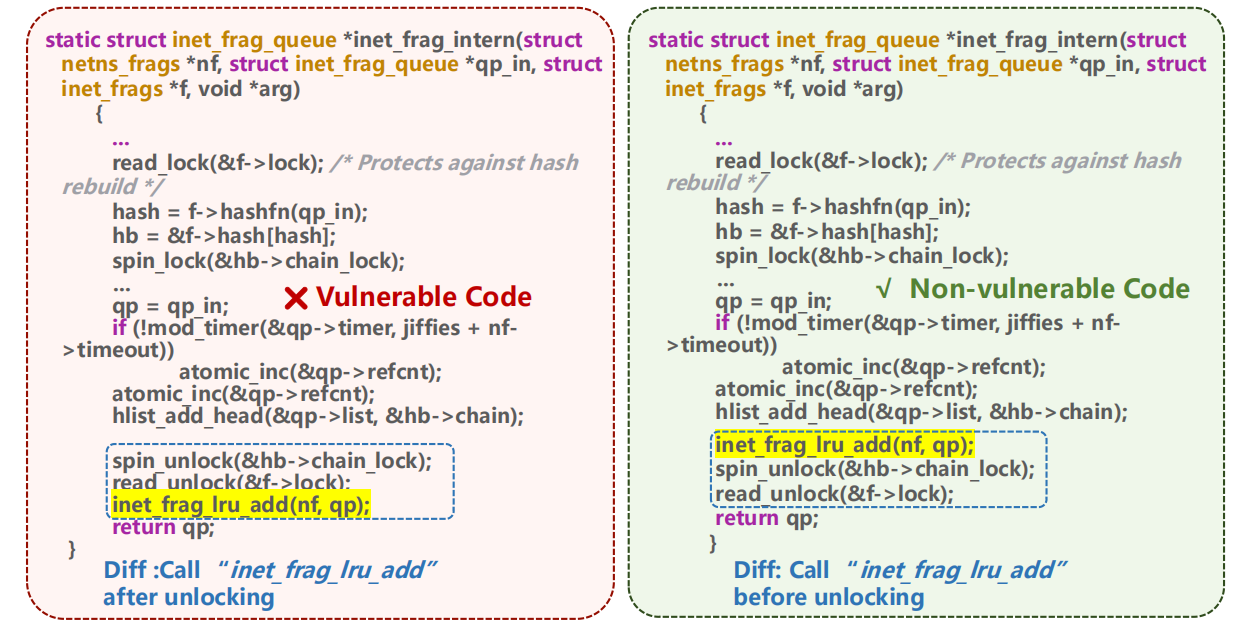 static struct inet_frag_queue *inet_frag_intern(struct
netns_frags *nf, struct inet_frag_queue *qp_in, struct
inet_frags *f, void *arg)
{
...
read_lock(&f->lock); /* Protects against hash
rebuild */
hash = f->hashfn(qp_in);
hb = &f->hash[hash];
spin_lock(&hb->chain_lock);
...
qp = qp_in;
❌ Vulnerable Code
if (!mod_timer(&qp->timer, jiffies + nf-
>timeout))
atomic_inc(&qp->refcnt);
atomic_inc(&qp->refcnt);
hlist_add_head(&qp->list, &hb->chain);
spin_unlock(&hb->chain_lock);
read_unlock(&f->lock);
inet_frag_lru_add(nf, qp);
return qp;
}
Diff :Call “inet_frag_lru_add”
after unlocking
static struct inet_frag_queue *inet_frag_intern(struct
netns_frags *nf, struct inet_frag_queue *qp_in, struct
inet_frags *f, void *arg)
{
...
read_lock(&f->lock); /* Protects against hash
rebuild */
hash = f->hashfn(qp_in);
hb = &f->hash[hash];
spin_lock(&hb->chain_lock);
...
qp = qp_in;
√ Non-vulnerable Code
if (!mod_timer(&qp->timer, jiffies + nf-
>timeout))
atomic_inc(&qp->refcnt);
atomic_inc(&qp->refcnt);
hlist_add_head(&qp->list, &hb->chain);
inet_frag_lru_add(nf, qp);
spin_unlock(&hb->chain_lock);
read_unlock(&f->lock);
return qp;
}
Diff: Call “inet_frag_lru_add”
before unlocking